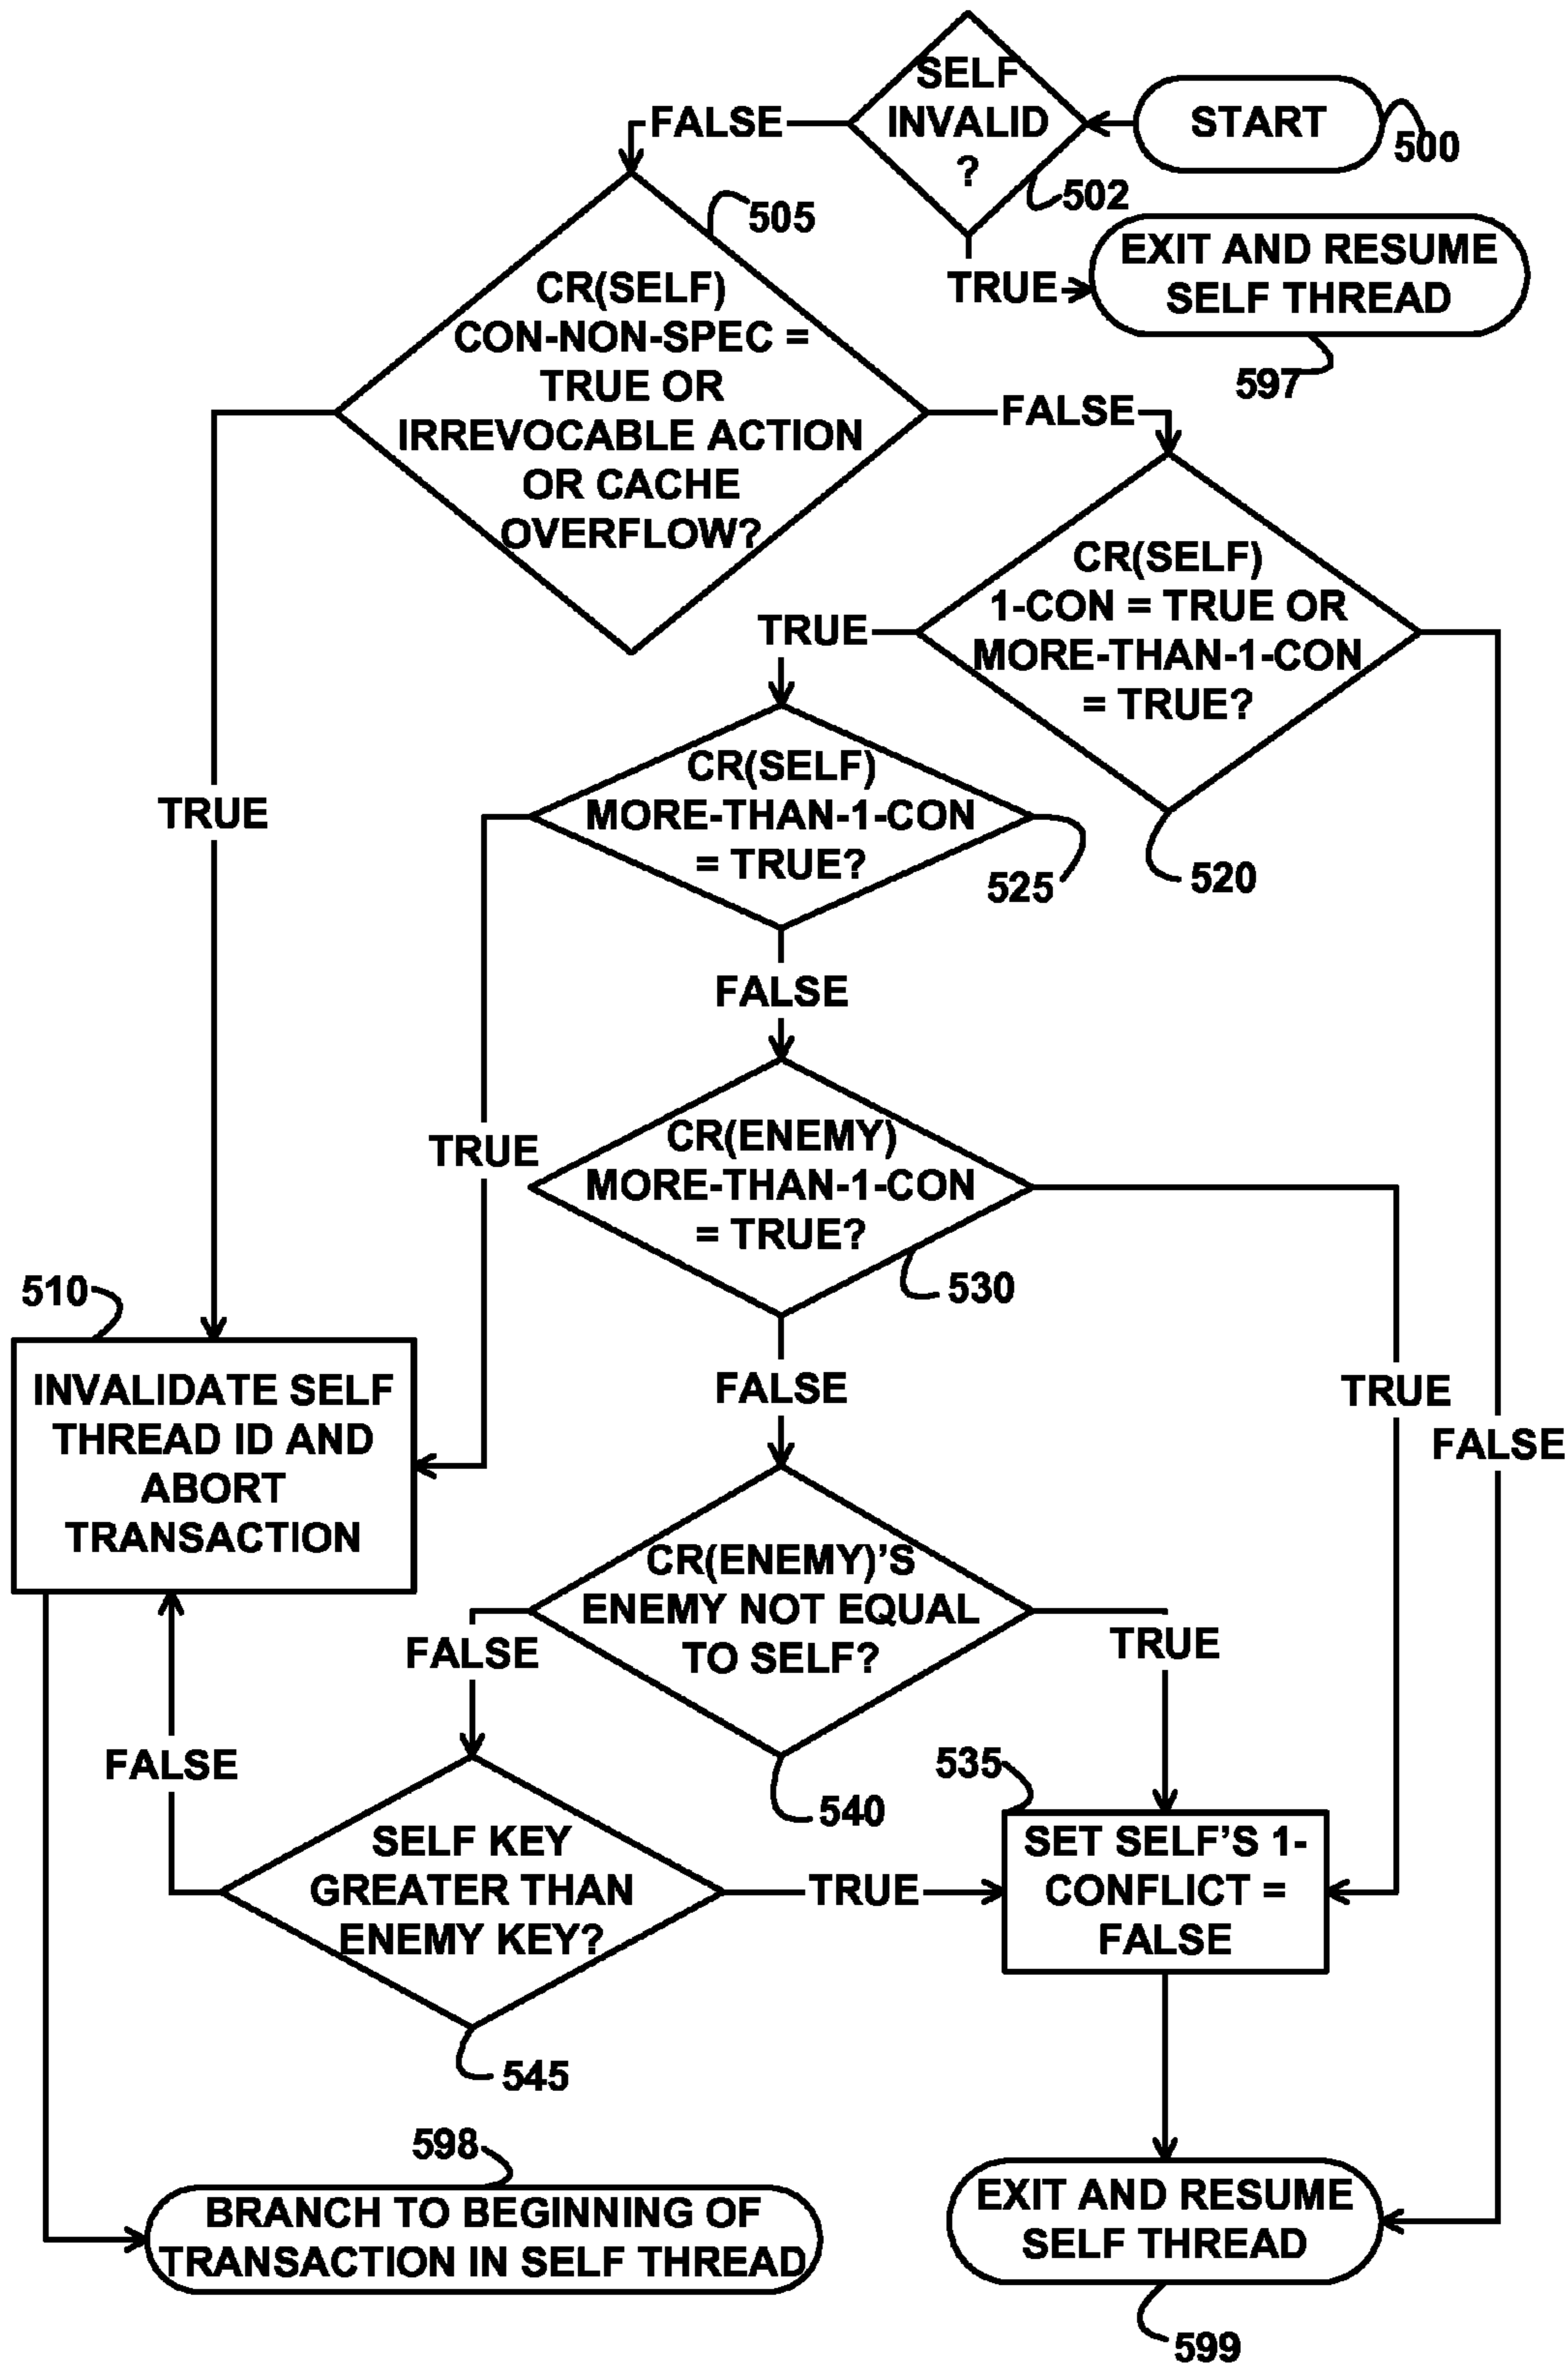 SELF
INVALID
?
START
500
502
FALSE
TRUE
EXIT AND RESUME
SELF THREAD
597
505
CR(SELF)
CON-NON-SPEC =
TRUE OR
IRREVOCABLE ACTION
OR CACHE
OVERFLOW?
FALSE
TRUE
CR(SELF)
1-CON = TRUE OR
MORE-THAN-1-CON
= TRUE?
520
TRUE
FALSE
CR(SELF)
MORE-THAN-1-CON
= TRUE?
525
FALSE
TRUE
CR(ENEMY)
MORE-THAN-1-CON
= TRUE?
530
FALSE
TRUE
510
INVALIDATE SELF
THREAD ID AND
ABORT
TRANSACTION
CR(ENEMY)'S
ENEMY NOT EQUAL
TO SELF?
540
FALSE
TRUE
SELF KEY
GREATER THAN
ENEMY KEY?
545
FALSE
TRUE
535
SET SELF'S 1-
CONFLICT =
FALSE
598
BRANCH TO BEGINNING OF
TRANSACTION IN SELF THREAD
EXIT AND RESUME
SELF THREAD
599